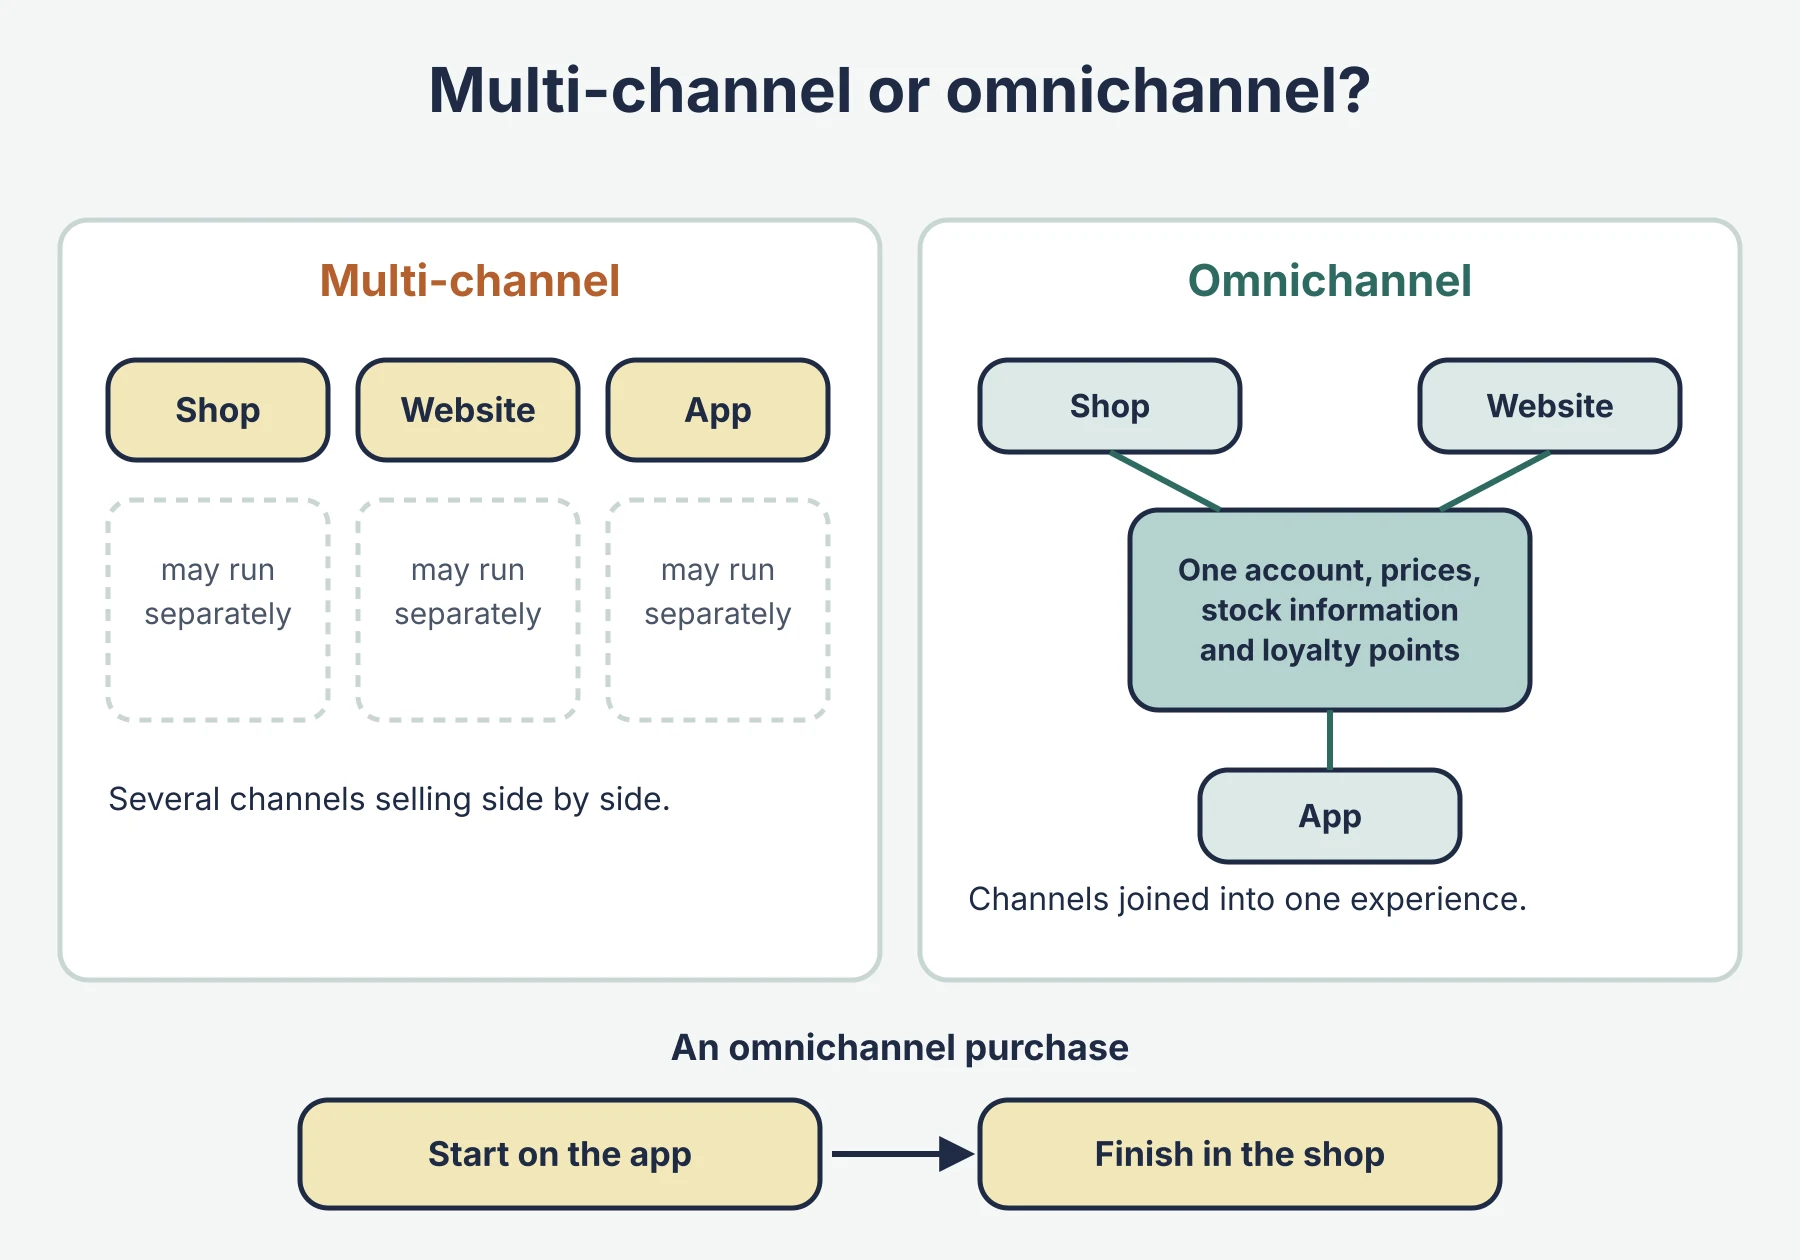 Multi-channel or omnichannel?
Multi-channel
Shop
Website
App
may run
separately
may run
separately
may run
separately
Several channels selling side by side.
Omnichannel
Shop
Website
One account, prices,
stock information
and loyalty points
App
Channels joined into one experience.
An omnichannel purchase
Start on the app
Finish in the shop